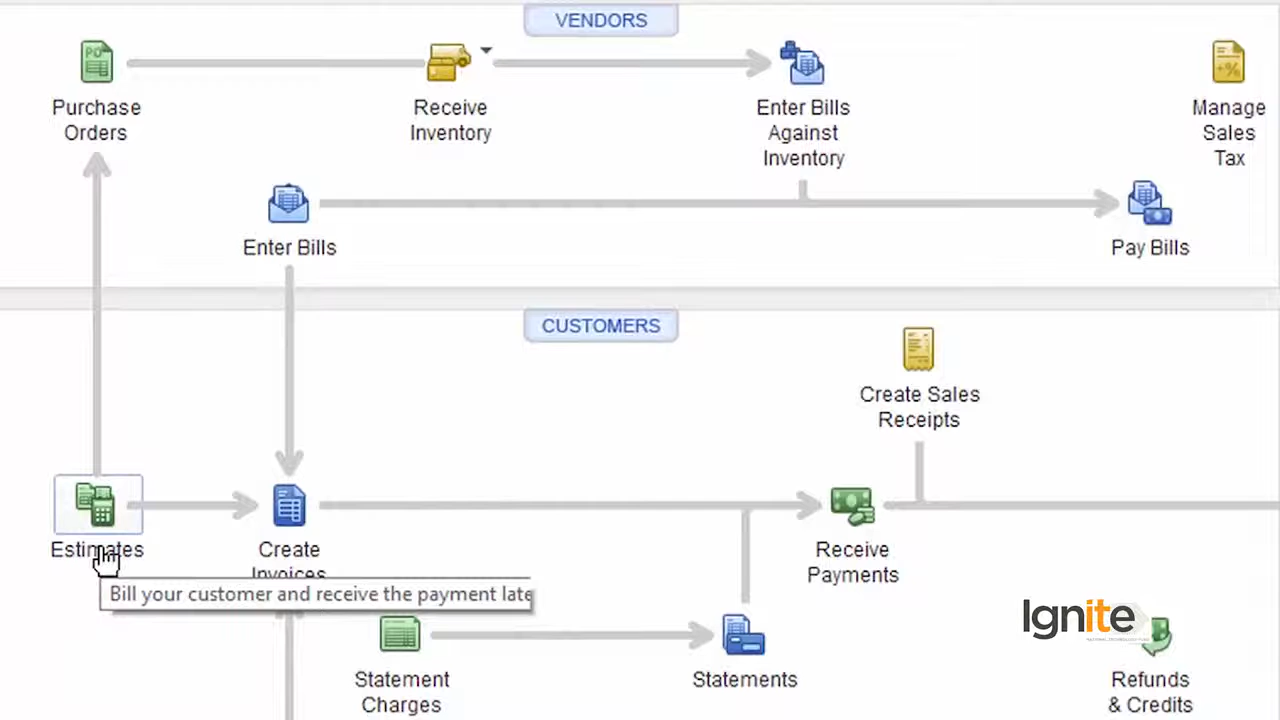 VENDORS
PO
Purchase
Orders
Receive
Inventory
Enter Bills
Against
Inventory
+%
Manage
Sales
Tax
Enter Bills
Pay Bills
CUSTOMERS
Create Sales
Receipts
Estimates
Create
Invoices
Receive
Payments
Bill your customer and receive the payment late
Ignite
Statement
Charges
Statements
Refunds
& Credits